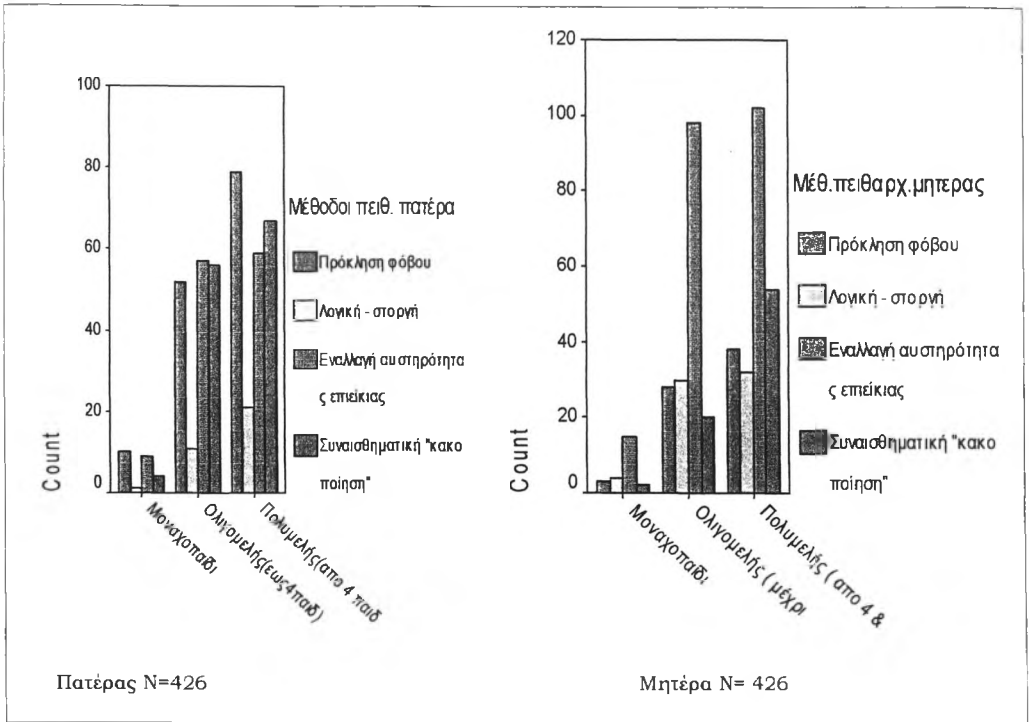 100
80
60
40
20
0
Count
Μοναχοπαίδι
Ολιγομελής(εως4παιδ)
Πολυμελής(απο 4 παιδ
Μέθοδοι πειθ. πατέρα
Πρόκληση φόβου
Λογική - στοργή
Εναλλαγή αυστηρότητα
ς επιείκιας
Συναισθηματική "κακο
ποίηση"
Πατέρας N=426
120
100
80
60
40
20
0
Count
Μοναχοπαίδι
Ολιγομελής ( μέχρι
Πολυμελής ( απο 4 &
Μέθ.πειθαρχ.μητερας
Πρόκληση φόβου
Λογική - στοργή
Εναλλαγή αυστηρότητα
ς επιείκιας
Συναισθηματική "κακο
ποίηση"
Μητέρα N= 426